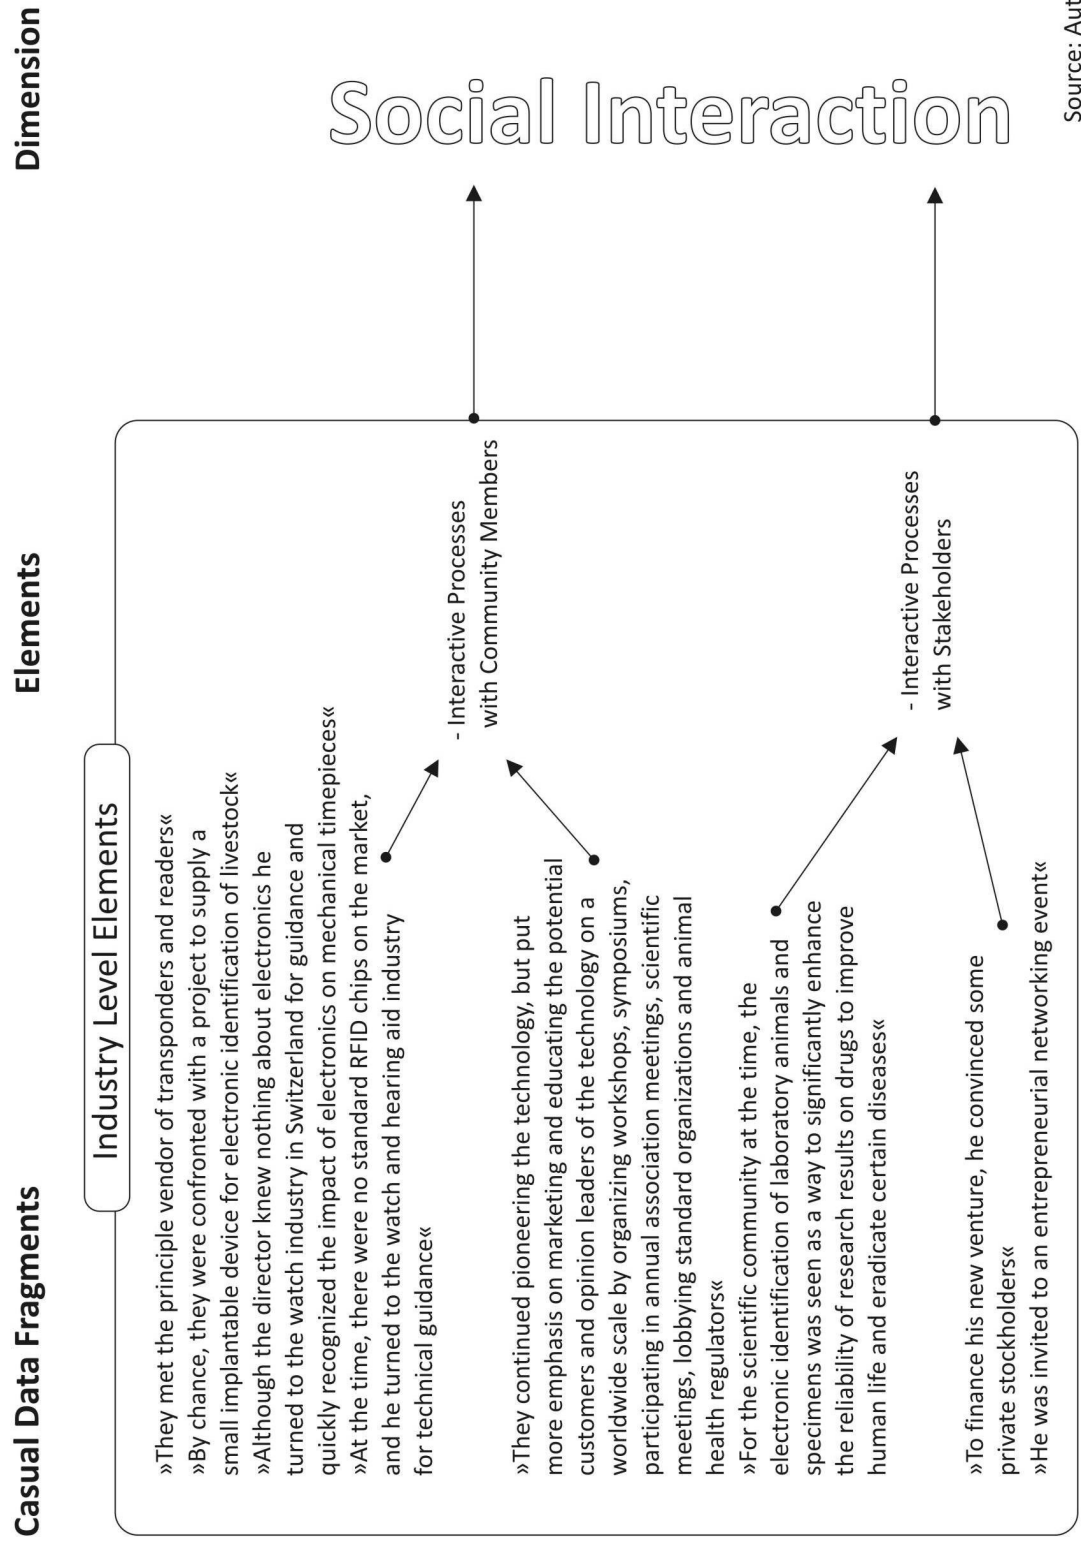 Casual Data Fragments
Elements
Dimension
Industry Level Elements
»They met the principle vendor of transponders and readers«
»By chance, they were confronted with a project to supply a
small implantable device for electronic identification of livestock«
»Although the director knew nothing about electronics he
turned to the watch industry in Switzerland for guidance and
quickly recognized the impact of electronics on mechanical timepieces«
»At the time, there were no standard RFID chips on the market,
and he turned to the watch and hearing aid industry
for technical guidance«
»They continued pioneering the technology, but put
more emphasis on marketing and educating the potential
customers and opinion leaders of the technology on a
worldwide scale by organizing workshops, symposiums,
participating in annual association meetings, scientific
meetings, lobbying standard organizations and animal
health regulators«
»For the scientific community at the time, the
electronic identification of laboratory animals and
specimens was seen as a way to significantly enhance
the reliability of research results on drugs to improve
human life and eradicate certain diseases«
»To finance his new venture, he convinced some
private stockholders«
»He was invited to an entrepreneurial networking event«
- Interactive Processes
with Community Members
- Interactive Processes
with Stakeholders
Social Interaction
Source: Aut